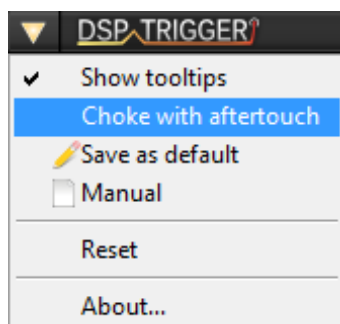 DSP TRIGGER
Show tooltips
Choke with aftertouch
Save as default
Manual
Reset
About...